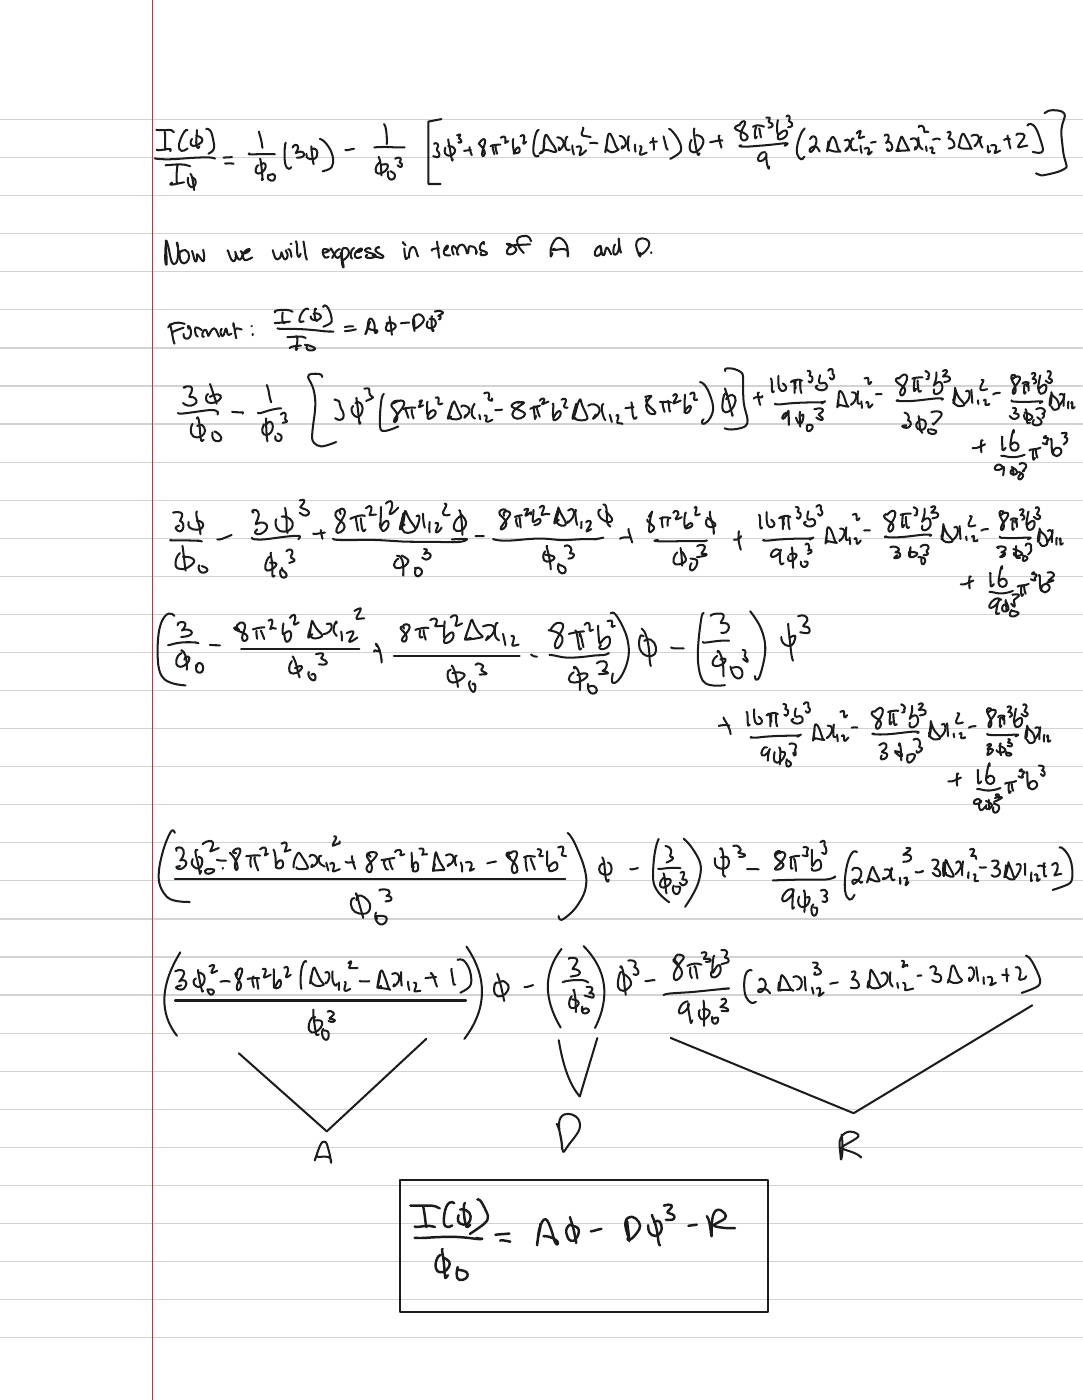 I(ϕ)/Iϕ = 1/ϕ₀ (3ϕ) − 1/ϕ₀³ [3ϕ³ + 8π²b²(Δx₁₂² − Δx₁₂ + 1)ϕ + 8π³b³/9 (2Δx₁₂² − 3Δx₁₂² − 3Δx₁₂ + 2)]
Now we will express in terms of A and D.
Format: I(ϕ)/I₀ = Aϕ − Dϕ³
3ϕ/ϕ₀ − 1/ϕ₀³ [3ϕ³(8π²b²Δx₁₂² − 8π²b²Δx₁₂ + 8π²b²)ϕ] + 16π³b³/9ϕ₀³ Δx₁₂² − 8π³b³/3ϕ₀³ Δx₁₂² − 8π³b³/3ϕ₀³ Δx₁₂
+ 16/9ϕ₀³ π³b³
3ϕ/ϕ₀ − 3ϕ³/ϕ₀³ + 8π²b²Δx₁₂²ϕ/ϕ₀³ − 8π²b²Δx₁₂ϕ/ϕ₀³ + 8π²b²ϕ/ϕ₀³ + 16π³b³/9ϕ₀³ Δx₁₂² − 8π³b³/3ϕ₀³ Δx₁₂² − 8π³b³/3ϕ₀³ Δx₁₂
+ 16/9ϕ₀³ π³b³
(3/ϕ₀ − 8π²b²Δx₁₂²/ϕ₀³ + 8π²b²Δx₁₂/ϕ₀³ − 8π²b²/ϕ₀³)ϕ − (3/ϕ₀³)ϕ³
+ 16π³b³/9ϕ₀³ Δx₁₂² − 8π³b³/3ϕ₀³ Δx₁₂² − 8π³b³/3ϕ₀³ Δx₁₂
+ 16/9ϕ₀³ π³b³
(3ϕ₀² − 8π²b²Δx₁₂² + 8π²b²Δx₁₂ − 8π²b²/ϕ₀³)ϕ − (3/ϕ₀³)ϕ³ − 8π³b³/9ϕ₀³ (2Δx₁₂³ − 3Δx₁₂² − 3Δx₁₂ + 2)
(3ϕ₀² − 8π²b²(Δx₁₂² − Δx₁₂ + 1)/ϕ₀³)ϕ − (3/ϕ₀³)ϕ³ − 8π³b³/9ϕ₀³ (2Δx₁₂³ − 3Δx₁₂² − 3Δx₁₂ + 2)
A D R
I(ϕ)/ϕ₀ = Aϕ − Dϕ³ − R